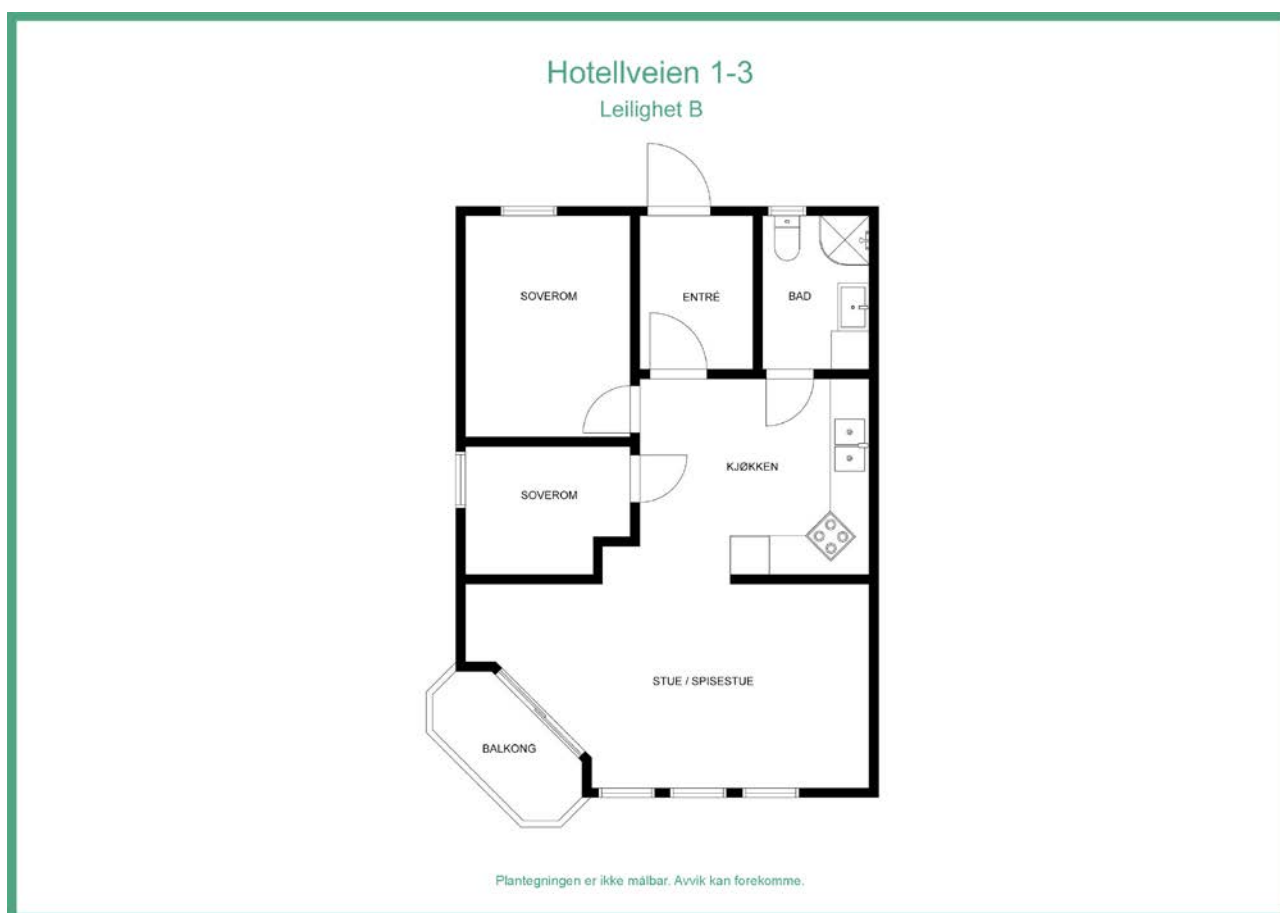 Hotellveien 1-3
Leilighet B
SOVEROM
ENTRÉ
BAD
KJØKKEN
SOVEROM
STUE / SPISESTUE
BALKONG
Plantegningen er ikke målbar. Avvik kan forekomme.